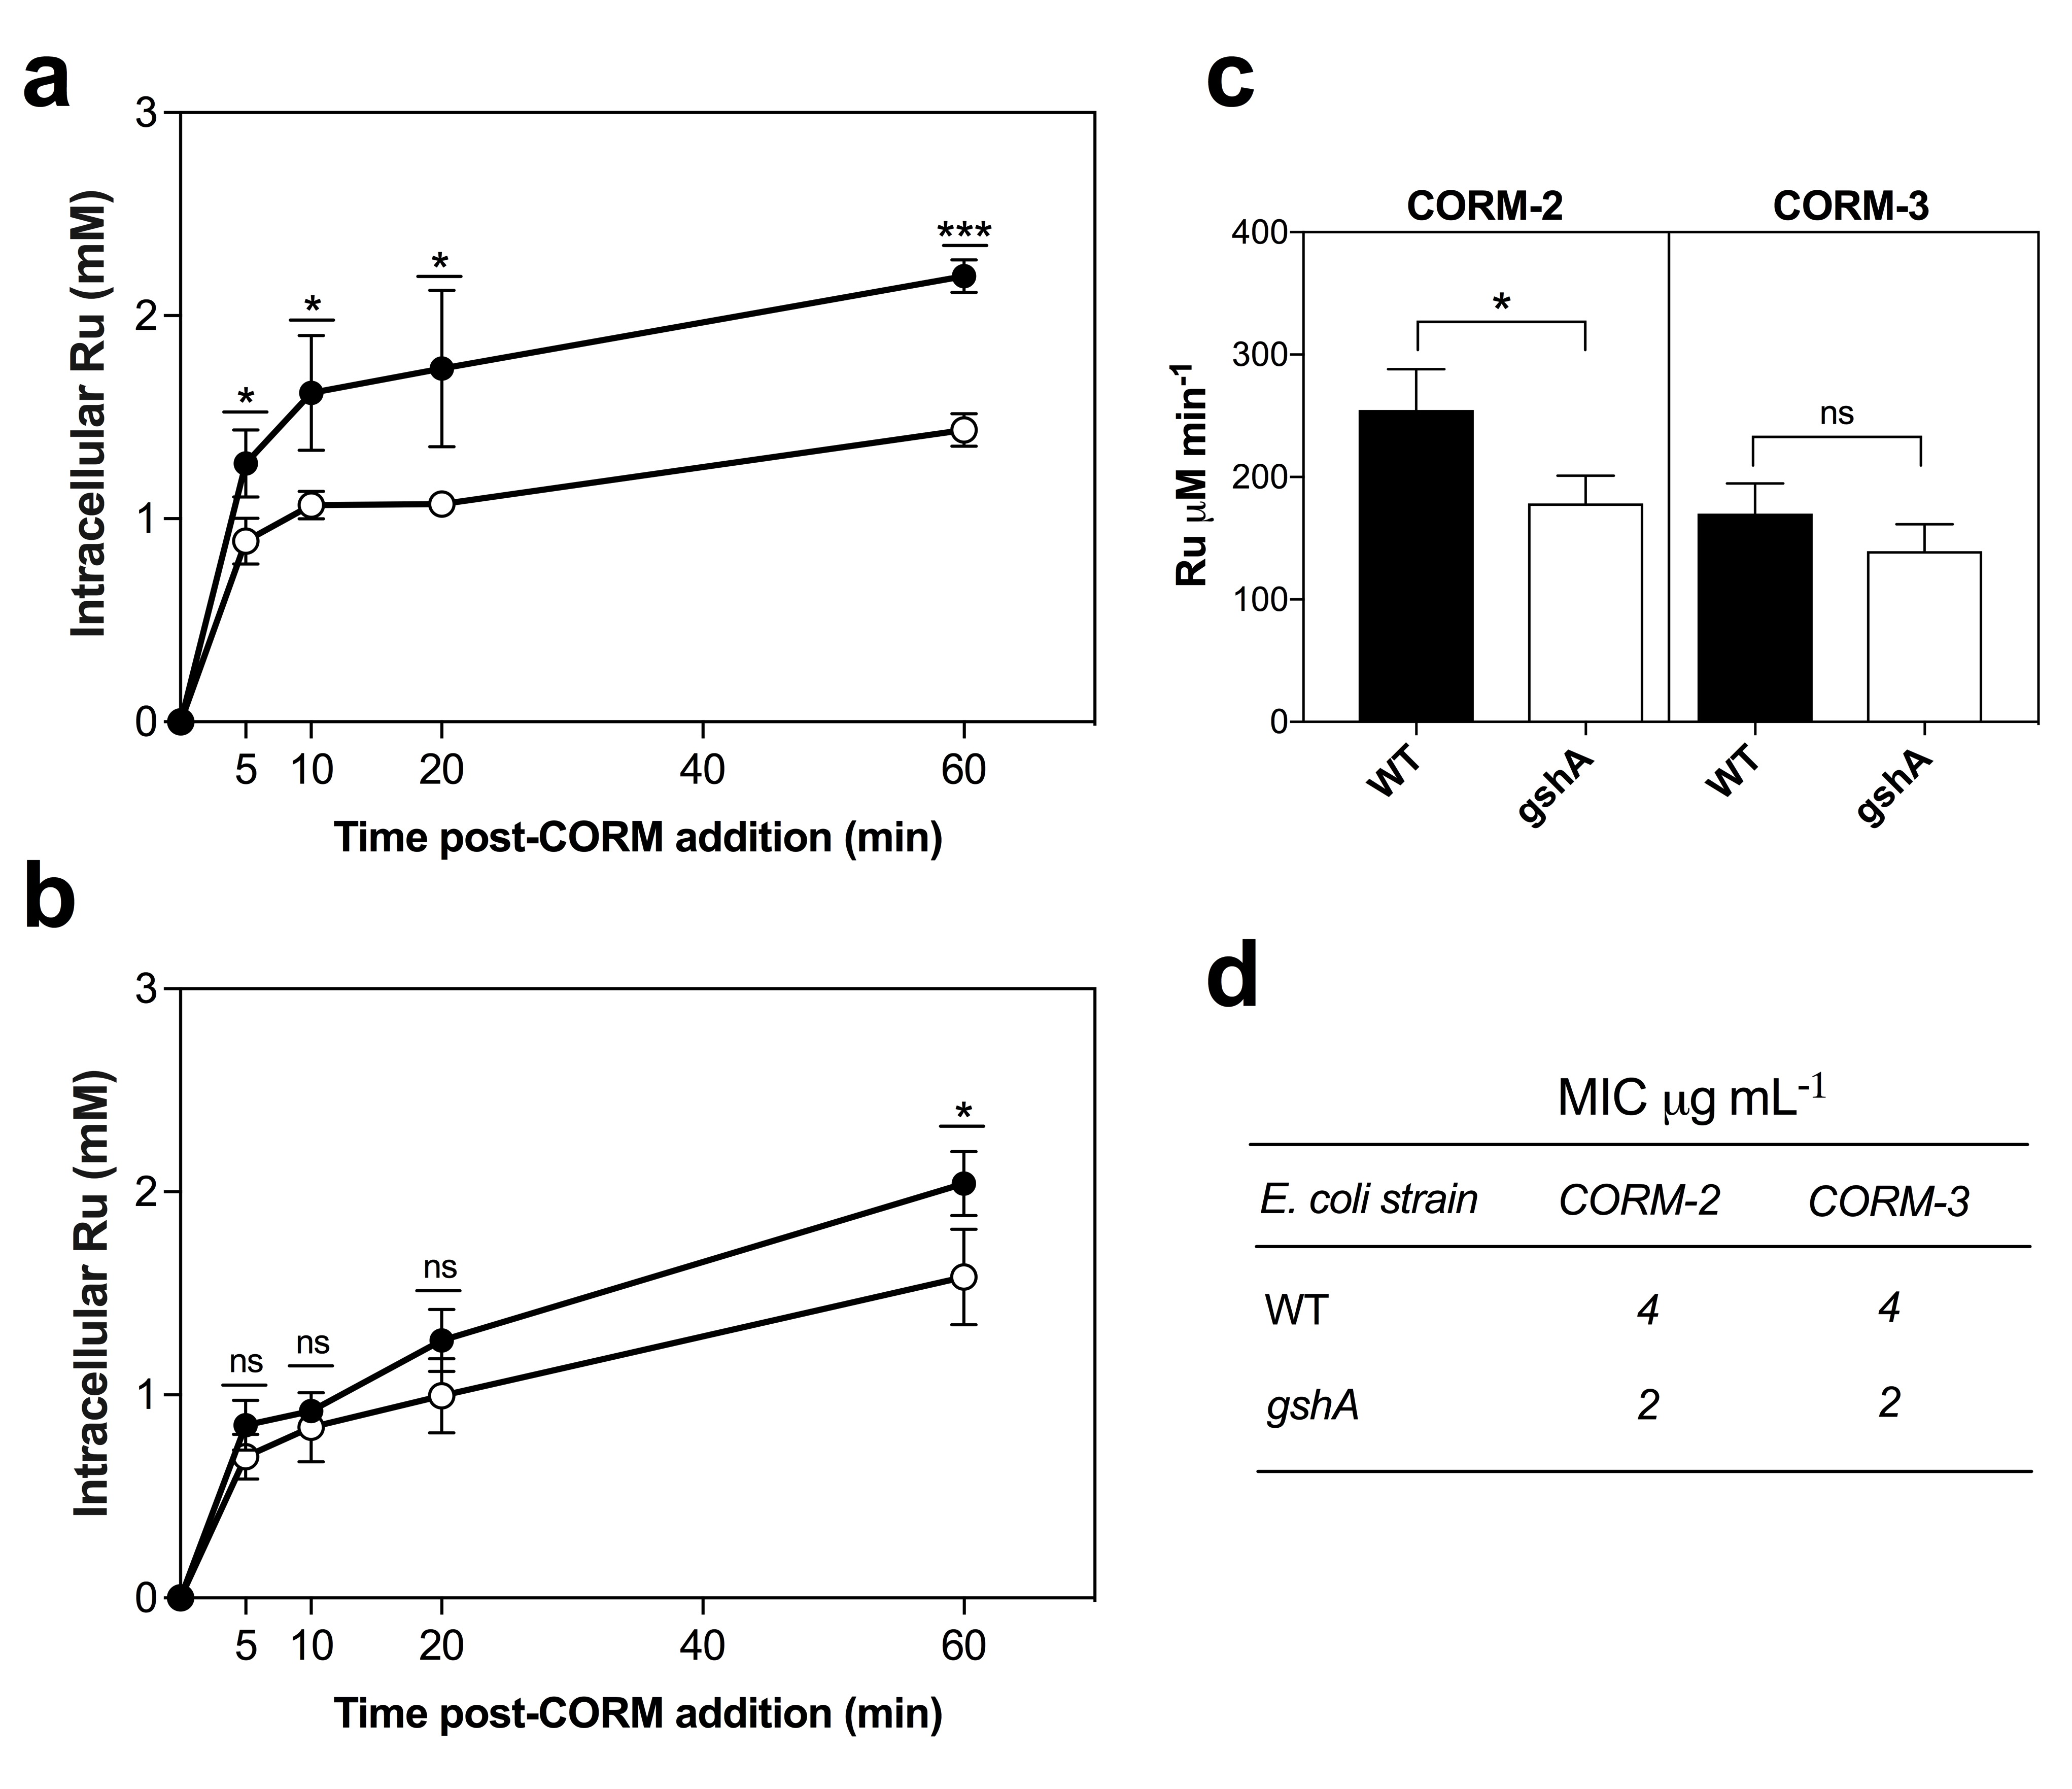 a
3
2
1
0
Intracellular Ru (mM)
*
*
*
***
5 10 20 40 60
Time post-CORM addition (min)
b
3
2
1
0
Intracellular Ru (mM)
ns
ns
ns
*
5 10 20 40 60
Time post-CORM addition (min)
c
CORM-2 CORM-3
400
300
200
100
0
Ru μM min⁻¹
*
ns
WT gshA WT gshA
d
MIC μg mL⁻¹
E. coli strain CORM-2 CORM-3
WT 4 4
gshA 2 2